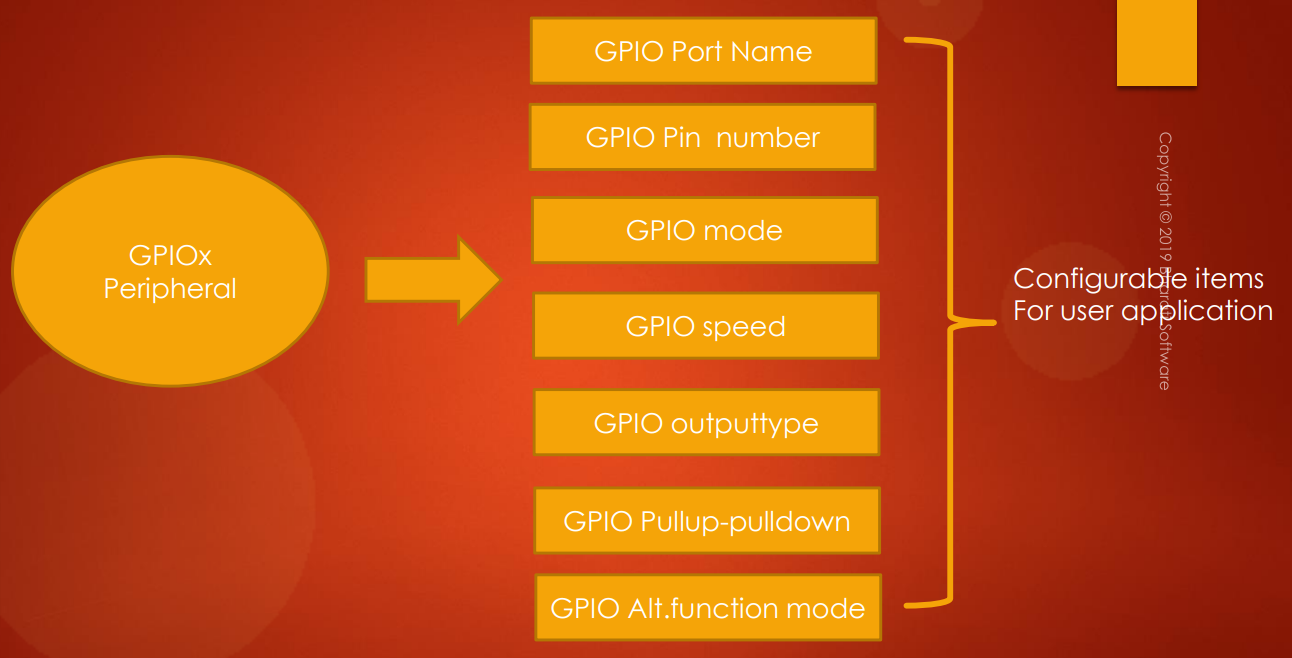 GPIOx
Peripheral
GPIO Port Name
GPIO Pin  number
GPIO mode
GPIO speed
GPIO outputtype
GPIO Pullup-pulldown
GPIO Alt.function mode
Configurable items
For user application
Copyright © 2019 Bharati Software